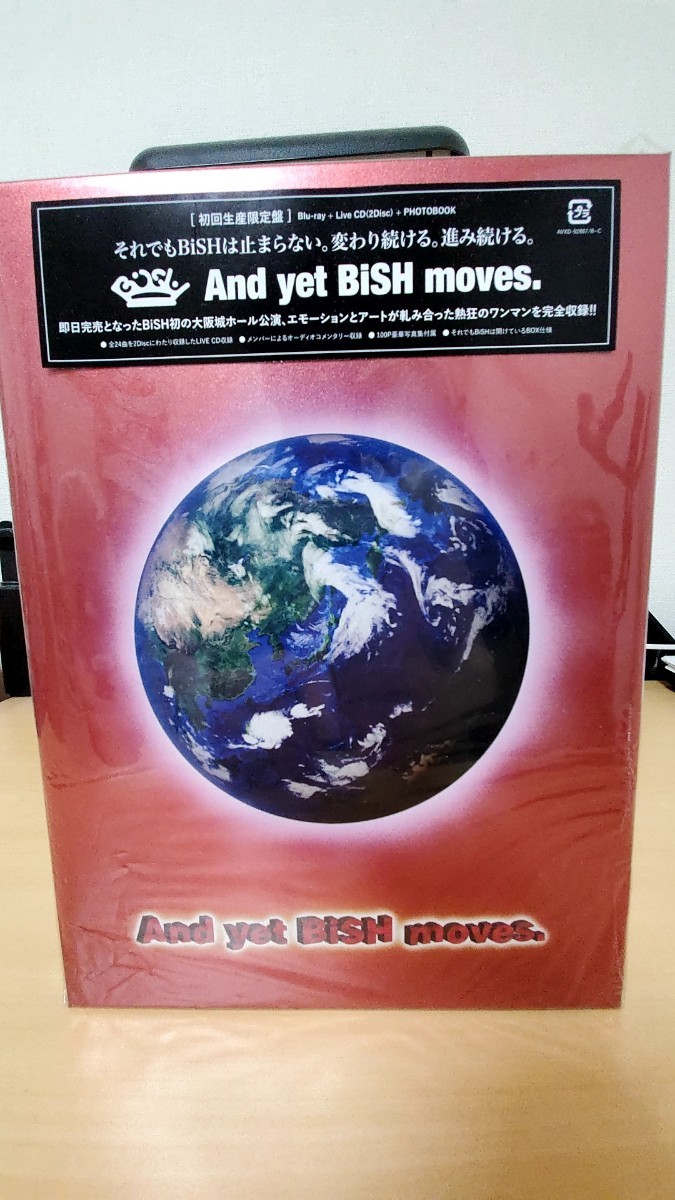 [初回生産限定盤] Blu-ray + Live CD(2Disc) + PHOTOBOOK
プラ
それでもBiSHは止まらない。変わり続ける。進み続ける。
BiSH And yet BiSH moves.
即日完売となったBiSH初の大阪城ホール公演、エモーションとアートが軋み合った熱狂のワンマンを完全収録!!
●全24曲を2Discにわたり収録したLIVE CD収録 ●メンバーによるオーディオコメンタリー収録 ●100P豪華写真集付属 ●それでもBiSHは開けているBOX仕様
And yet BiSH moves.